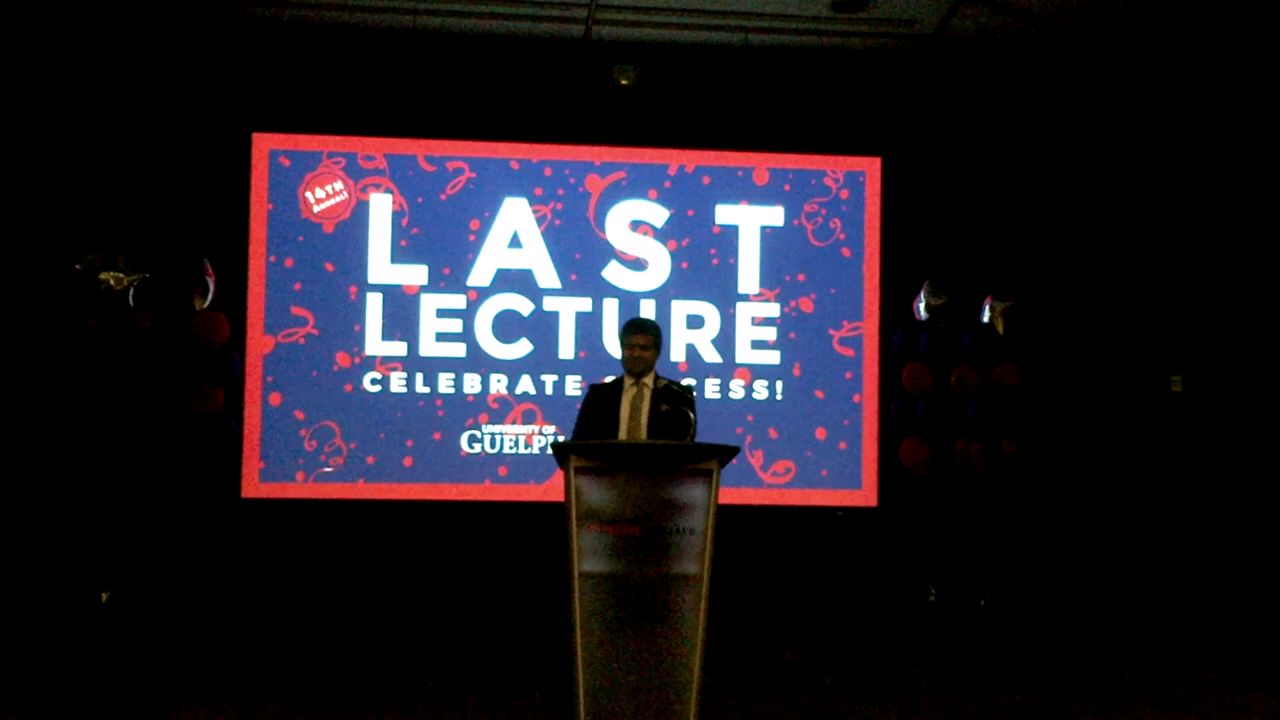 14TH
ANNUAL!
LAST
LECTURE
CELEBRATE S CESS!
UNIVERSITY OF
GUELPH